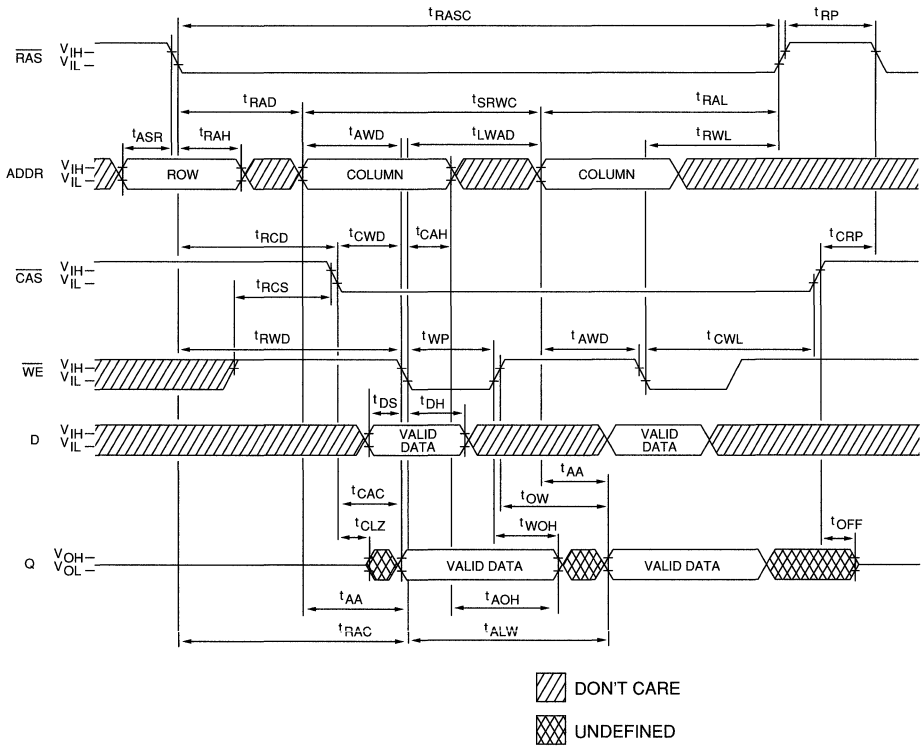 tRASC tRP
RAS VIH VIL
tRAD tSRWC tRAL
tASR tRAH tAWD tLWAD tRWL
ADDR VIH VIL ROW COLUMN COLUMN
tRCD tCWD tCAH tCRP
CAS VIH VIL
tRCS
tRWD tWP tAWD tCWL
WE VIH VIL
tDS tDH
D VIH VIL VALID DATA VALID DATA
tAA
tCAC tOW
tCLZ tWOH tOFF
Q VOH VOL VALID DATA VALID DATA
tAA tAOH
tRAC tALW
DON'T CARE
UNDEFINED